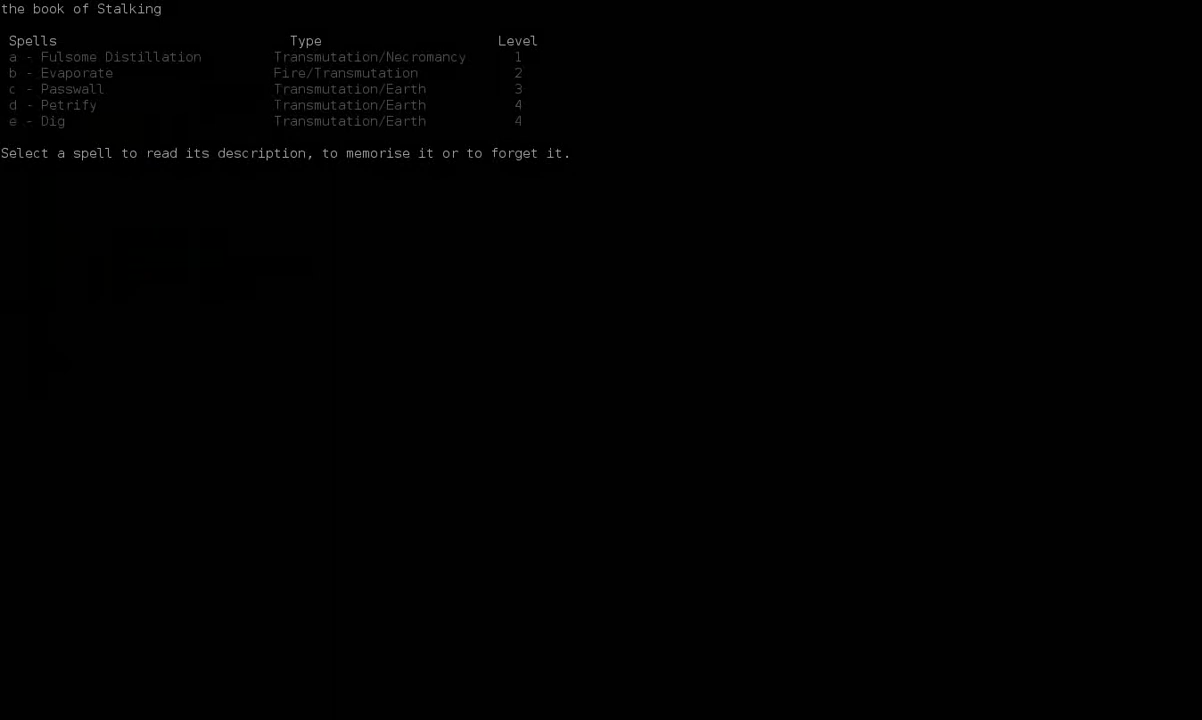 the book of Stalking
Spells Type Level
a - Fulsome Distillation Transmutation/Necromancy 1
b - Evaporate Fire/Transmutation 2
c - Passwall Transmutation/Earth 3
d - Petrify Transmutation/Earth 4
e - Dig Transmutation/Earth 4
Select a spell to read its description, to memorise it or to forget it.